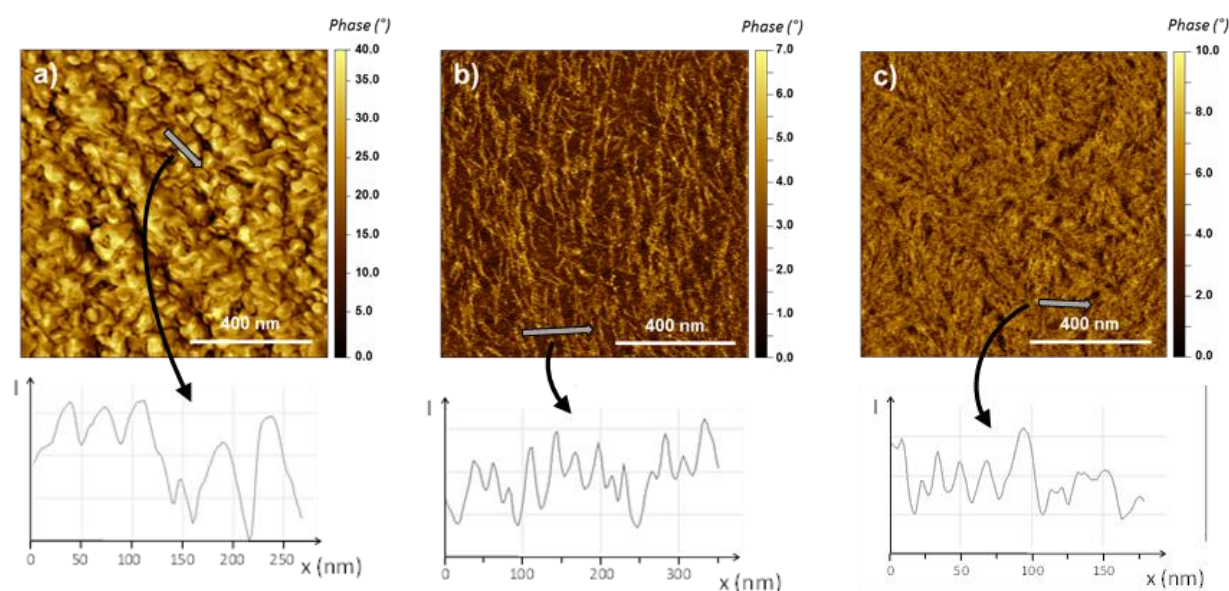 Phase (°)
a)
40.0
35.0
30.0
25.0
20.0
15.0
10.0
5.0
0.0
400 nm
Phase (°)
b)
7.0
6.0
5.0
4.0
3.0
2.0
1.0
0.0
400 nm
Phase (°)
c)
10.0
8.0
6.0
4.0
2.0
0.0
400 nm
I
0 50 100 150 200 250
x (nm)
I
0 100 200 300
x (nm)
I
0 50 100 150
x (nm)